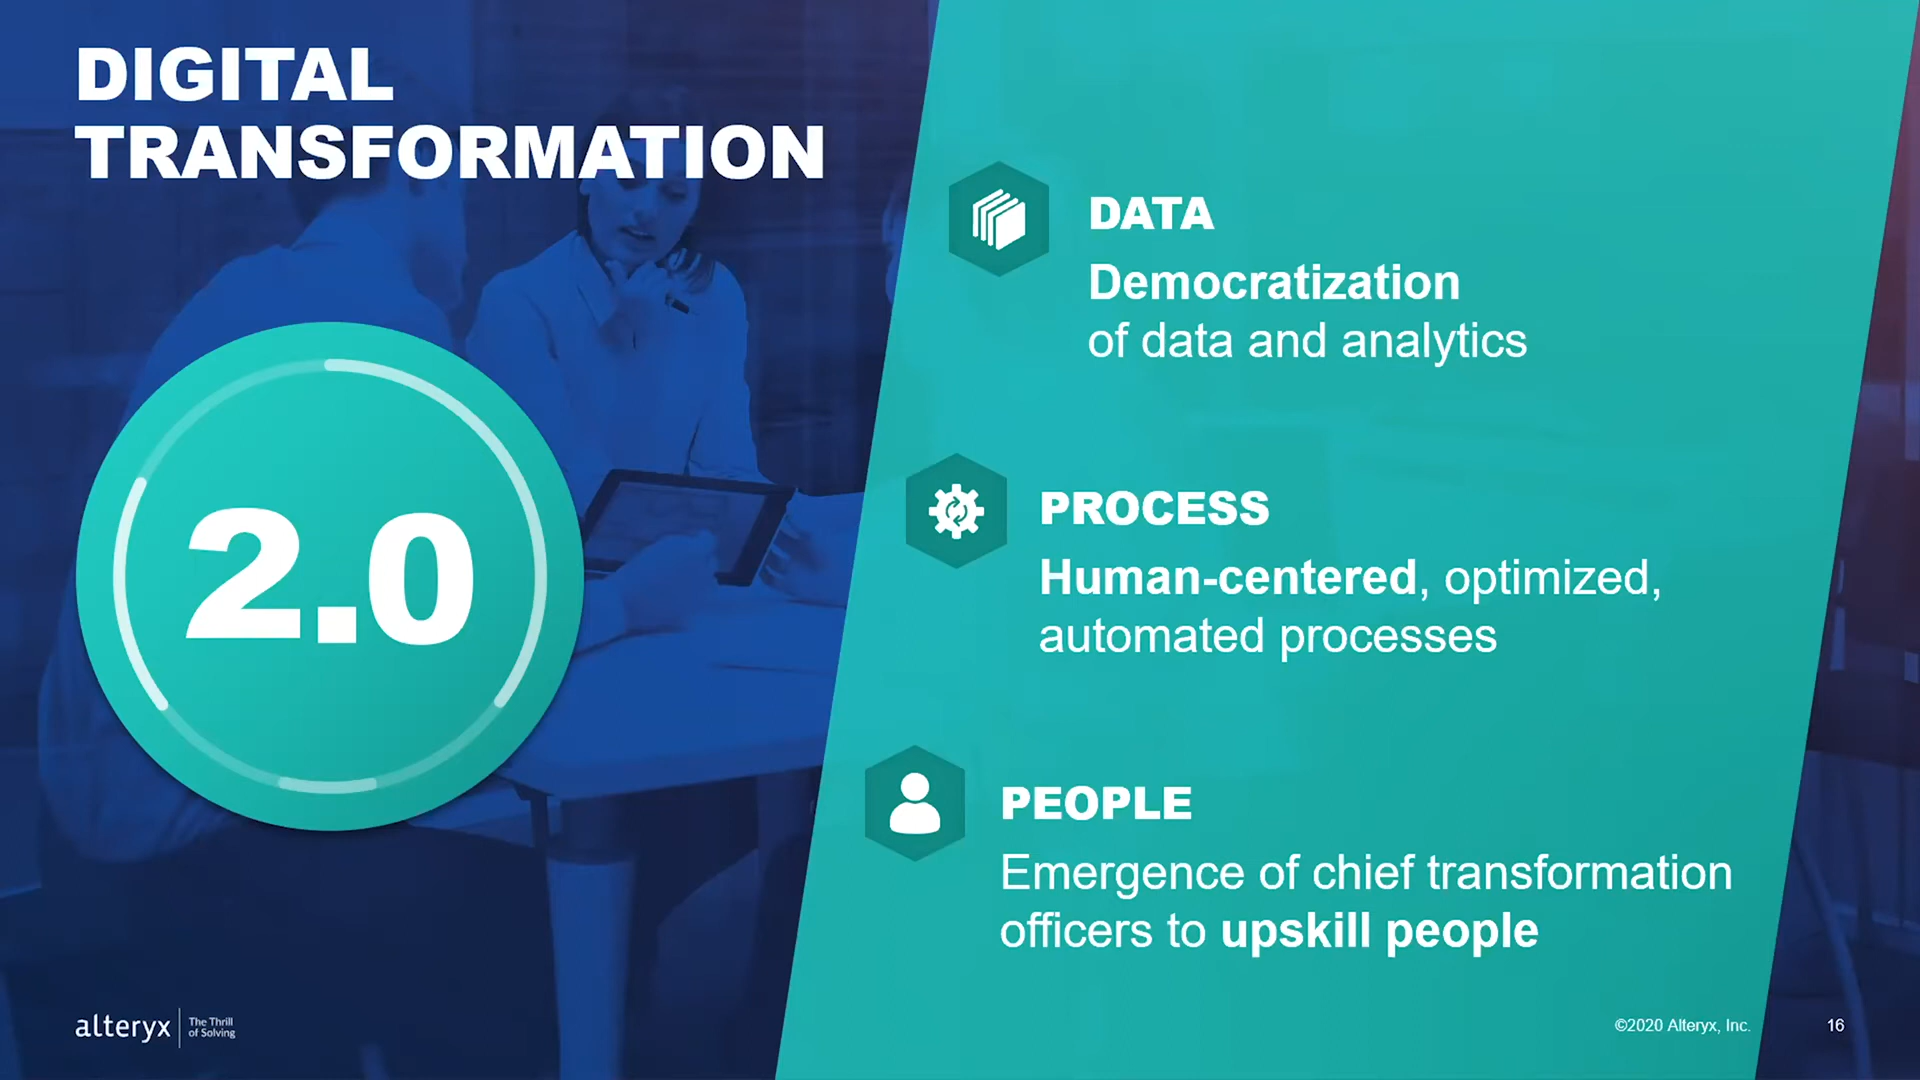 DIGITAL
TRANSFORMATION
2.0
DATA
Democratization
of data and analytics
PROCESS
Human-centered, optimized,
automated processes
PEOPLE
Emergence of chief transformation
officers to upskill people
alteryx
The Thrill
of Solving
©2020 Alteryx, Inc.
16